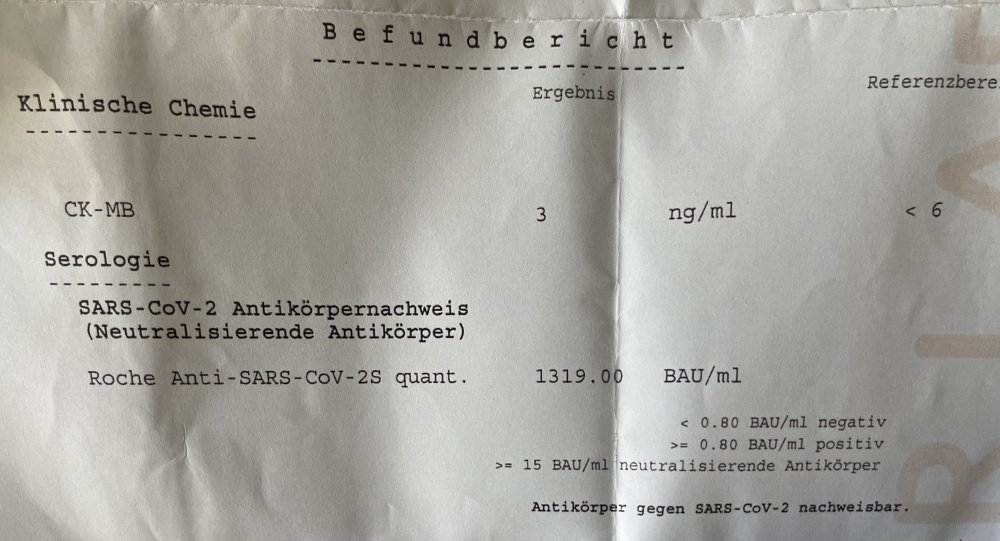 Befundbericht
Ergebnis Referenzbere
Klinische Chemie
CK-MB 3 ng/ml < 6
Serologie
SARS-CoV-2 Antikörpernachweis
(Neutralisierende Antikörper)
Roche Anti-SARS-CoV-2S quant. 1319.00 BAU/ml
< 0.80 BAU/ml negativ
>= 0.80 BAU/ml positiv
>= 15 BAU/ml neutralisierende Antikörper
Antikörper gegen SARS-CoV-2 nachweisbar.